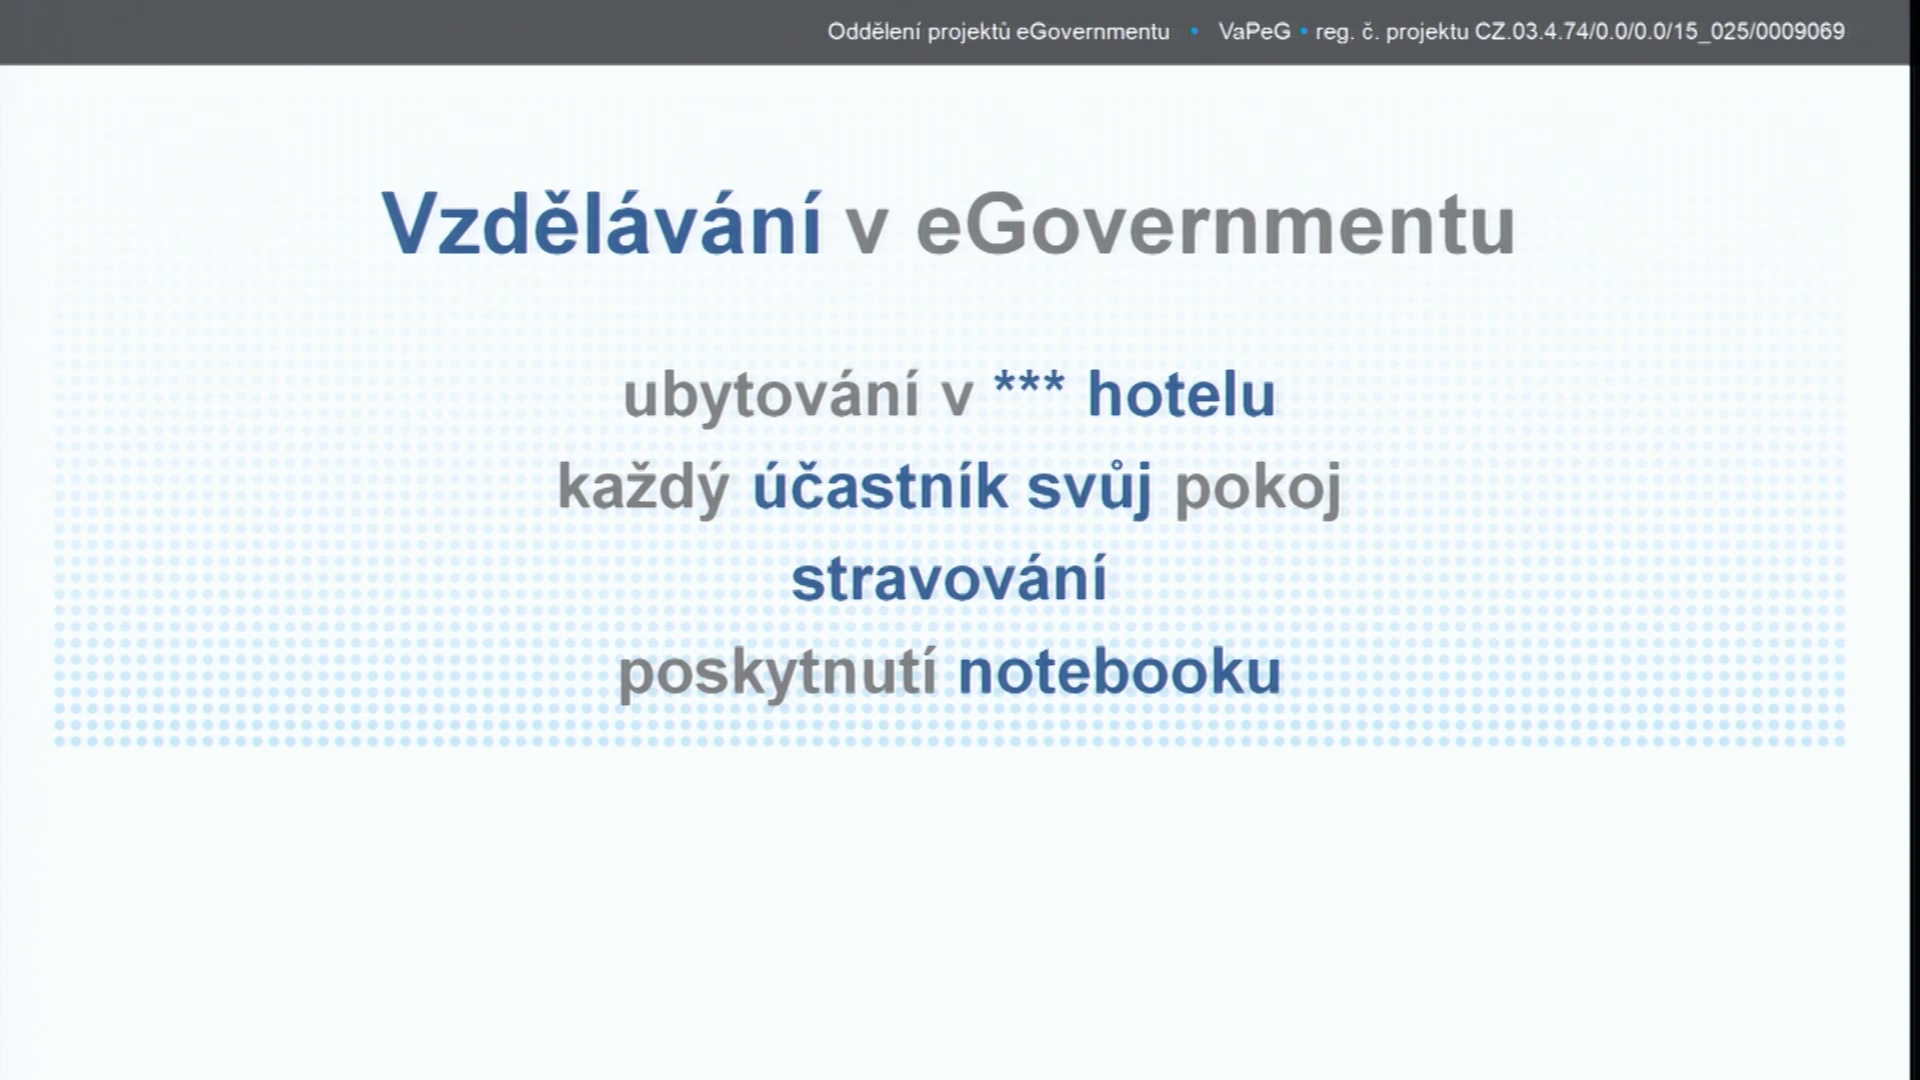 Oddělení projektů eGovernmentu • VaPeG • reg. č. projektu CZ.03.4.74/0.0/0.0/15_025/0009069
Vzdělávání v eGovernmentu
ubytování v *** hotelu
každý účastník svůj pokoj
stravování
poskytnutí notebooku